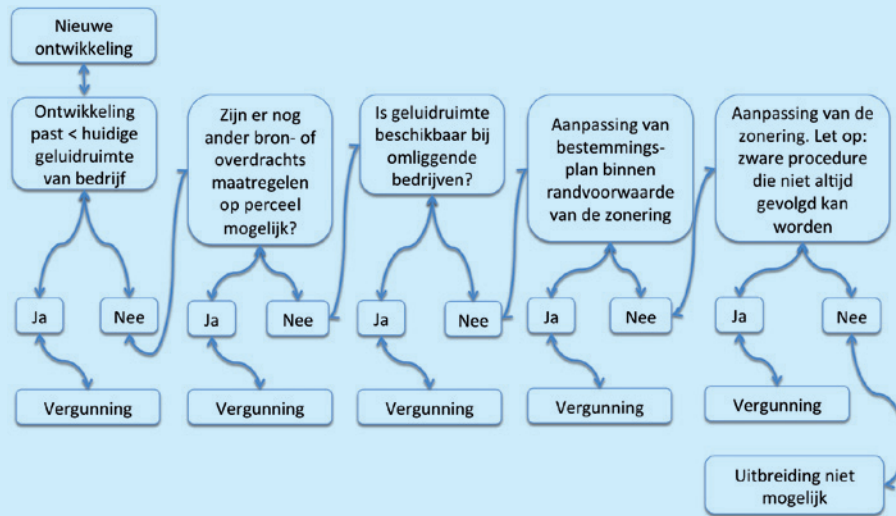 Nieuwe
ontwikkeling
Ontwikkeling
past < huidige
geluidruimte
van bedrijf
Ja
Nee
Vergunning
Zijn er nog
ander bron- of
overdrachts
maatregelen
op perceel
mogelijk?
Ja
Nee
Vergunning
Is geluidruimte
beschikbaar bij
omliggende
bedrijven?
Ja
Nee
Vergunning
Aanpassing van
bestemmings-
plan binnen
randvoorwaarde
van de zonering
Ja
Nee
Vergunning
Aanpassing van de
zonering. Let op:
zware procedure
die niet altijd
gevolgd kan
worden
Ja
Nee
Vergunning
Uitbreiding niet
mogelijk